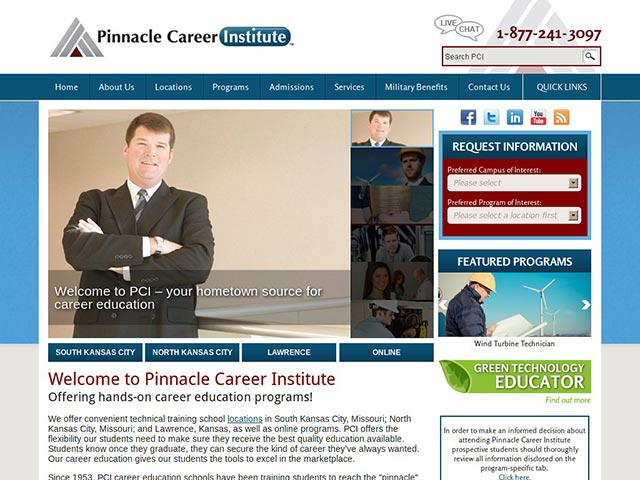 Pinnacle Career Institute
LIVE CHAT
1-877-241-3097
Search PCI
Home About Us Locations Programs Admissions Services Military Benefits Contact Us QUICK LINKS
Welcome to PCI – your hometown source for
career education
SOUTH KANSAS CITY NORTH KANSAS CITY LAWRENCE ONLINE
Welcome to Pinnacle Career Institute
Offering hands-on career education programs!
We offer convenient technical training school locations in South Kansas City, Missouri; North
Kansas City, Missouri; and Lawrence, Kansas, as well as online programs. PCI offers the
flexibility our students need to make sure they receive the best quality education available.
Students know once they graduate, they can secure the kind of career they've always wanted.
Our career education gives our students the tools to excel in the marketplace.
Since 1953, PCI career education schools have been training students to reach the "pinnacle"
You Tube
REQUEST INFORMATION
Preferred Campus of Interest:
Please select
Preferred Program of Interest:
Please select a location first
FEATURED PROGRAMS
Wind Turbine Technician
GREEN TECHNOLOGY
EDUCATOR
Find out more
In order to make an informed decision about
attending Pinnacle Career Institute
prospective students should thoroughly
review all information disclosed on the
program-specific tab.
Click here.